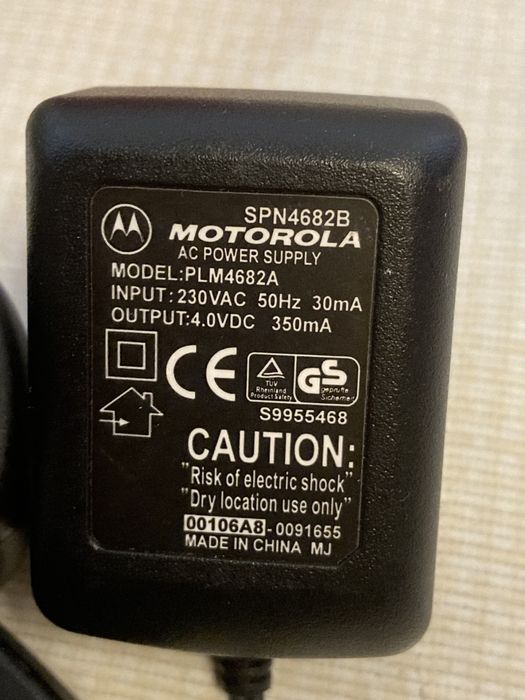 SPN4682B
MOTOROLA
AC POWER SUPPLY
MODEL:PLM4682A
INPUT:230VAC 50Hz 30mA
OUTPUT:4.0VDC 350mA
CE
TÜV
Rheinland
Product Safety
GS
geprüfte
Sicherheit
S9955468
CAUTION:
"Risk of electric shock"
"Dry location use only"
00106A8-0091655
MADE IN CHINA MJ